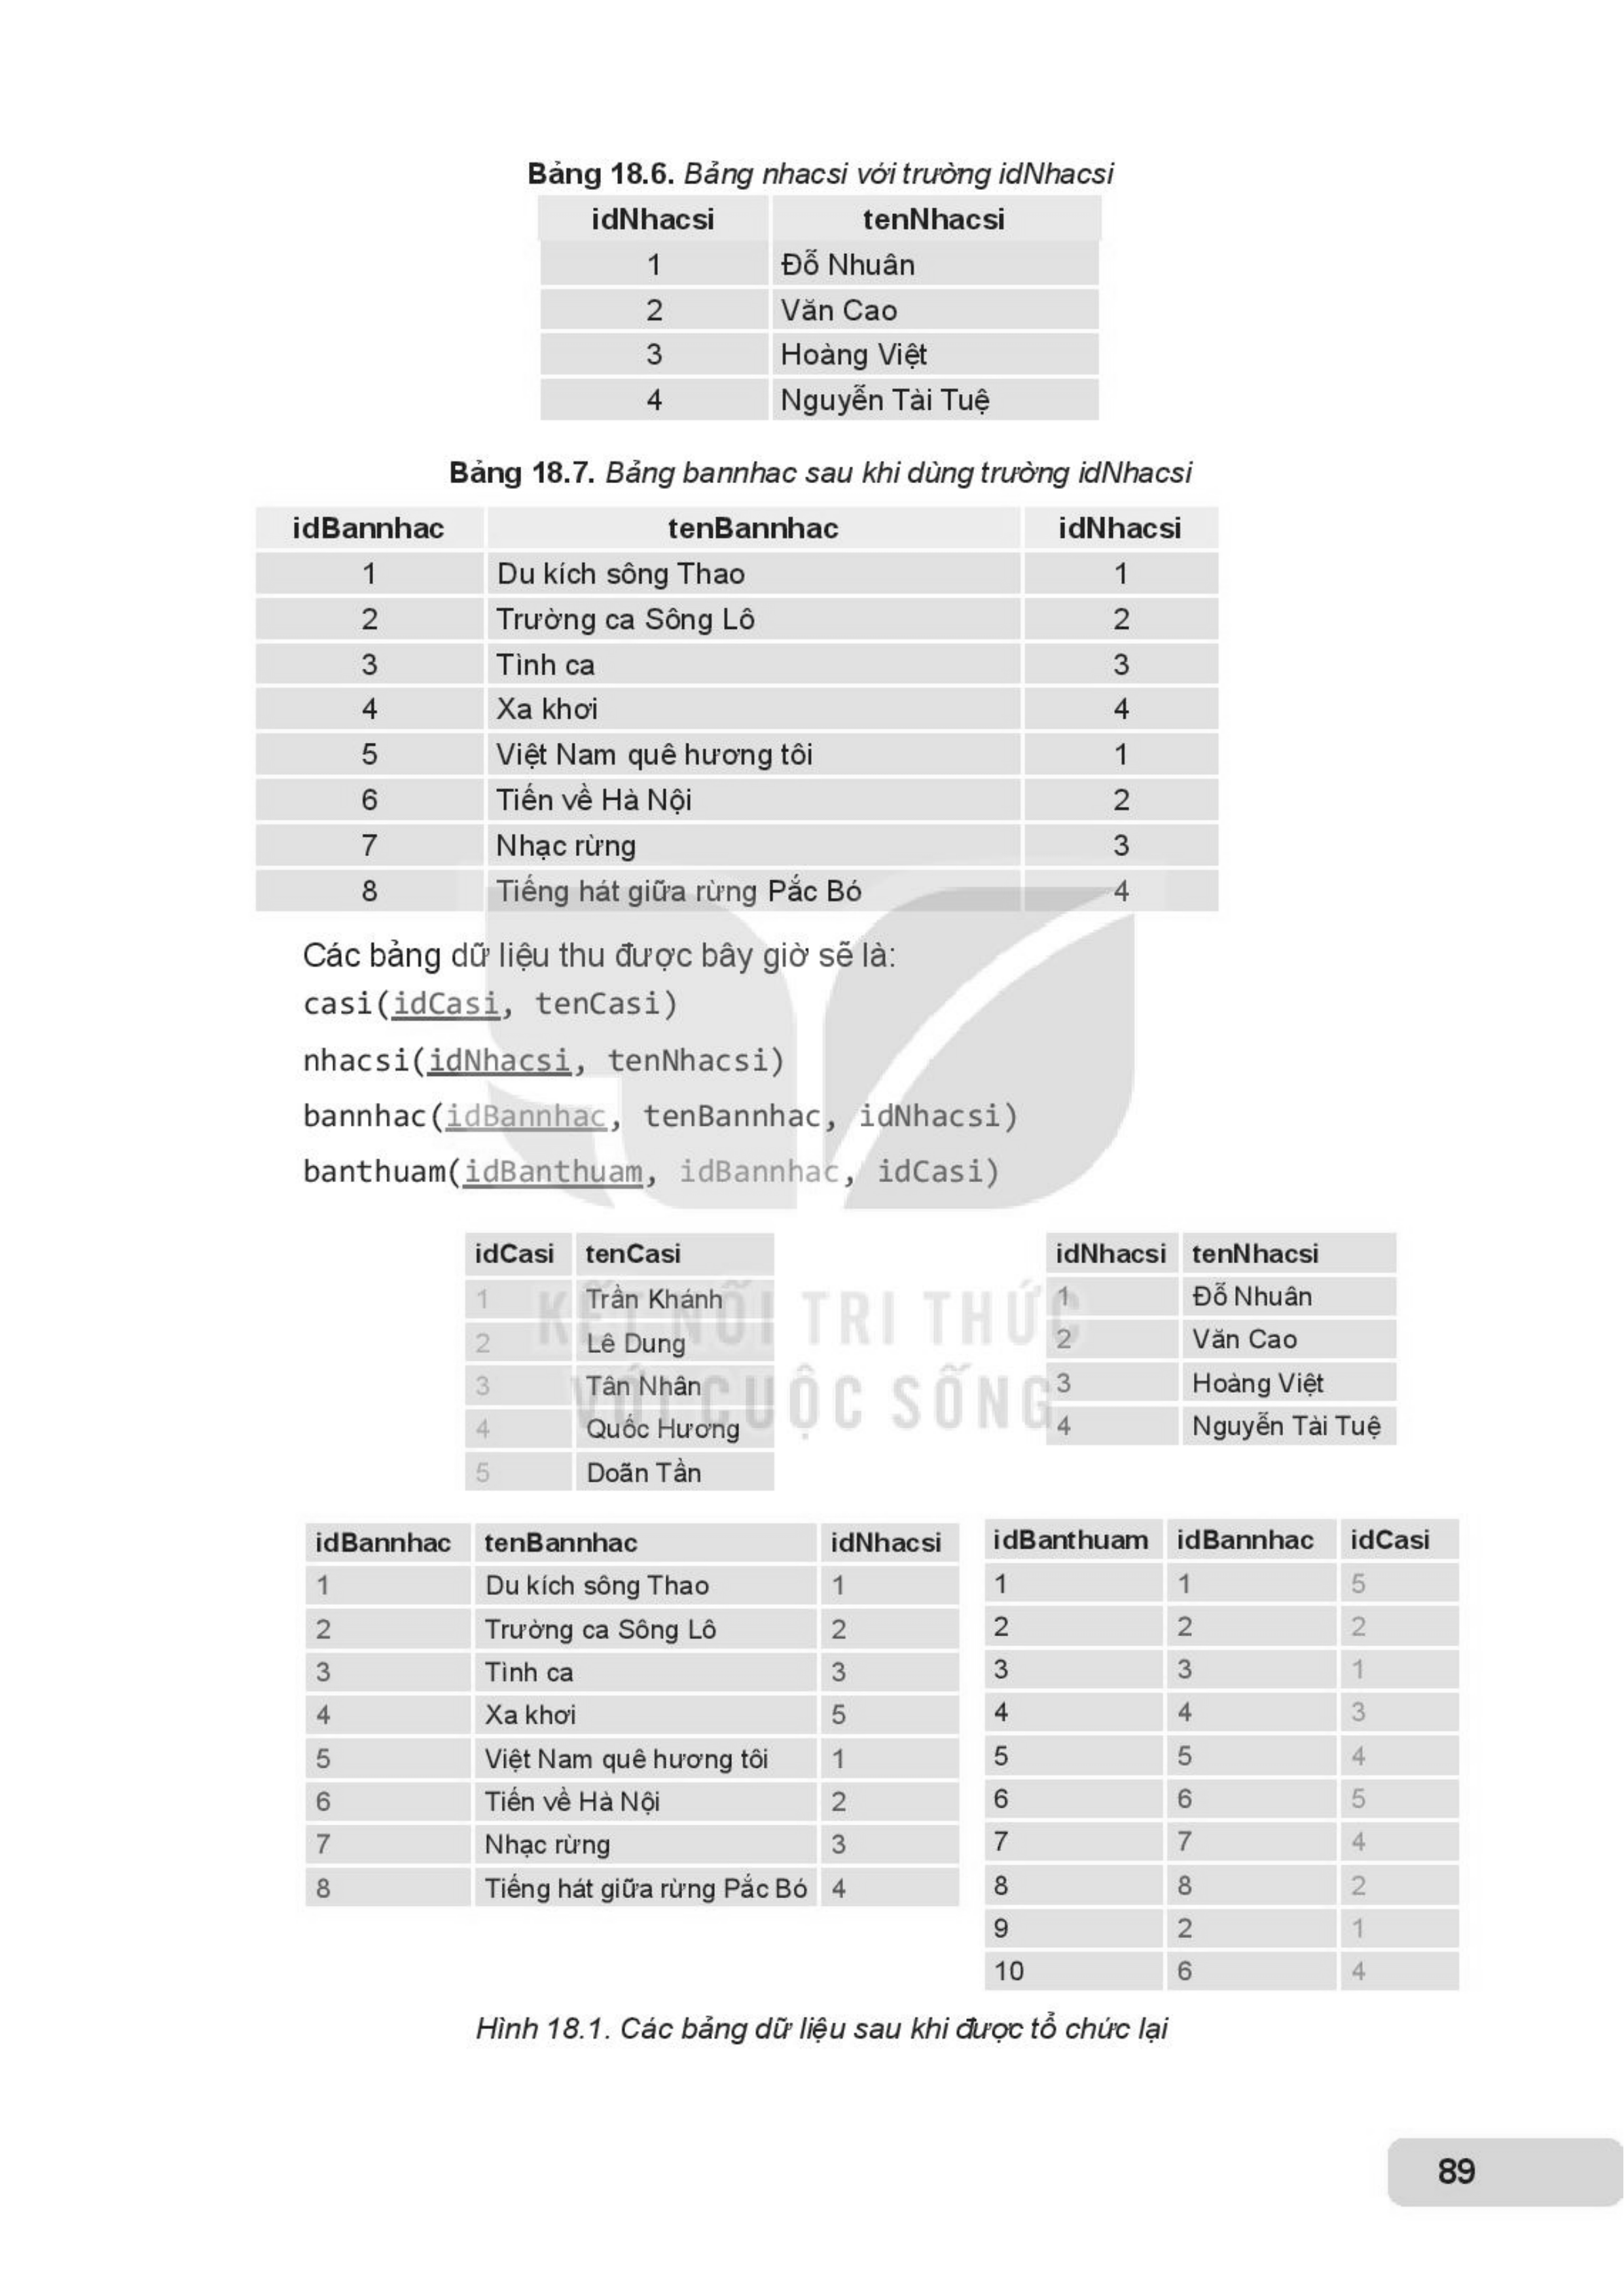 Bảng 18.6. Bảng nhacsi với trường idNhacsi
idNhacsi tenNhacsi
1 Đỗ Nhuân
2 Văn Cao
3 Hoàng Việt
4 Nguyễn Tài Tuệ
Bảng 18.7. Bảng bannhac sau khi dùng trường idNhacsi
idBannhac tenBannhac idNhacsi
1 Du kích sông Thao 1
2 Trường ca Sông Lô 2
3 Tình ca 3
4 Xa khơi 4
5 Việt Nam quê hương tôi 1
6 Tiến về Hà Nội 2
7 Nhạc rừng 3
8 Tiếng hát giữa rừng Pắc Bó 4
Các bảng dữ liệu thu được bây giờ sẽ là:
casi(idCasi, tenCasi)
nhacsi(idNhacsi, tenNhacsi)
bannhac(idBannhac, tenBannhac, idNhacsi)
banthuam(idBanthuam, idBannhac, idCasi)
idCasi tenCasi
1 Trần Khánh
2 Lê Dung
3 Tân Nhân
4 Quốc Hương
5 Doãn Tần
idNhacsi tenNhacsi
1 Đỗ Nhuân
2 Văn Cao
3 Hoàng Việt
4 Nguyễn Tài Tuệ
KẾT NỐI TRI THỨC
VỚI CUỘC SỐNG
idBannhac tenBannhac idNhacsi
1 Du kích sông Thao 1
2 Trường ca Sông Lô 2
3 Tình ca 3
4 Xa khơi 5
5 Việt Nam quê hương tôi 1
6 Tiến về Hà Nội 2
7 Nhạc rừng 3
8 Tiếng hát giữa rừng Pắc Bó 4
idBanthuam idBannhac idCasi
1 1 5
2 2 2
3 3 1
4 4 3
5 5 4
6 6 5
7 7 4
8 8 2
9 2 1
10 6 4
Hình 18.1. Các bảng dữ liệu sau khi được tổ chức lại
89